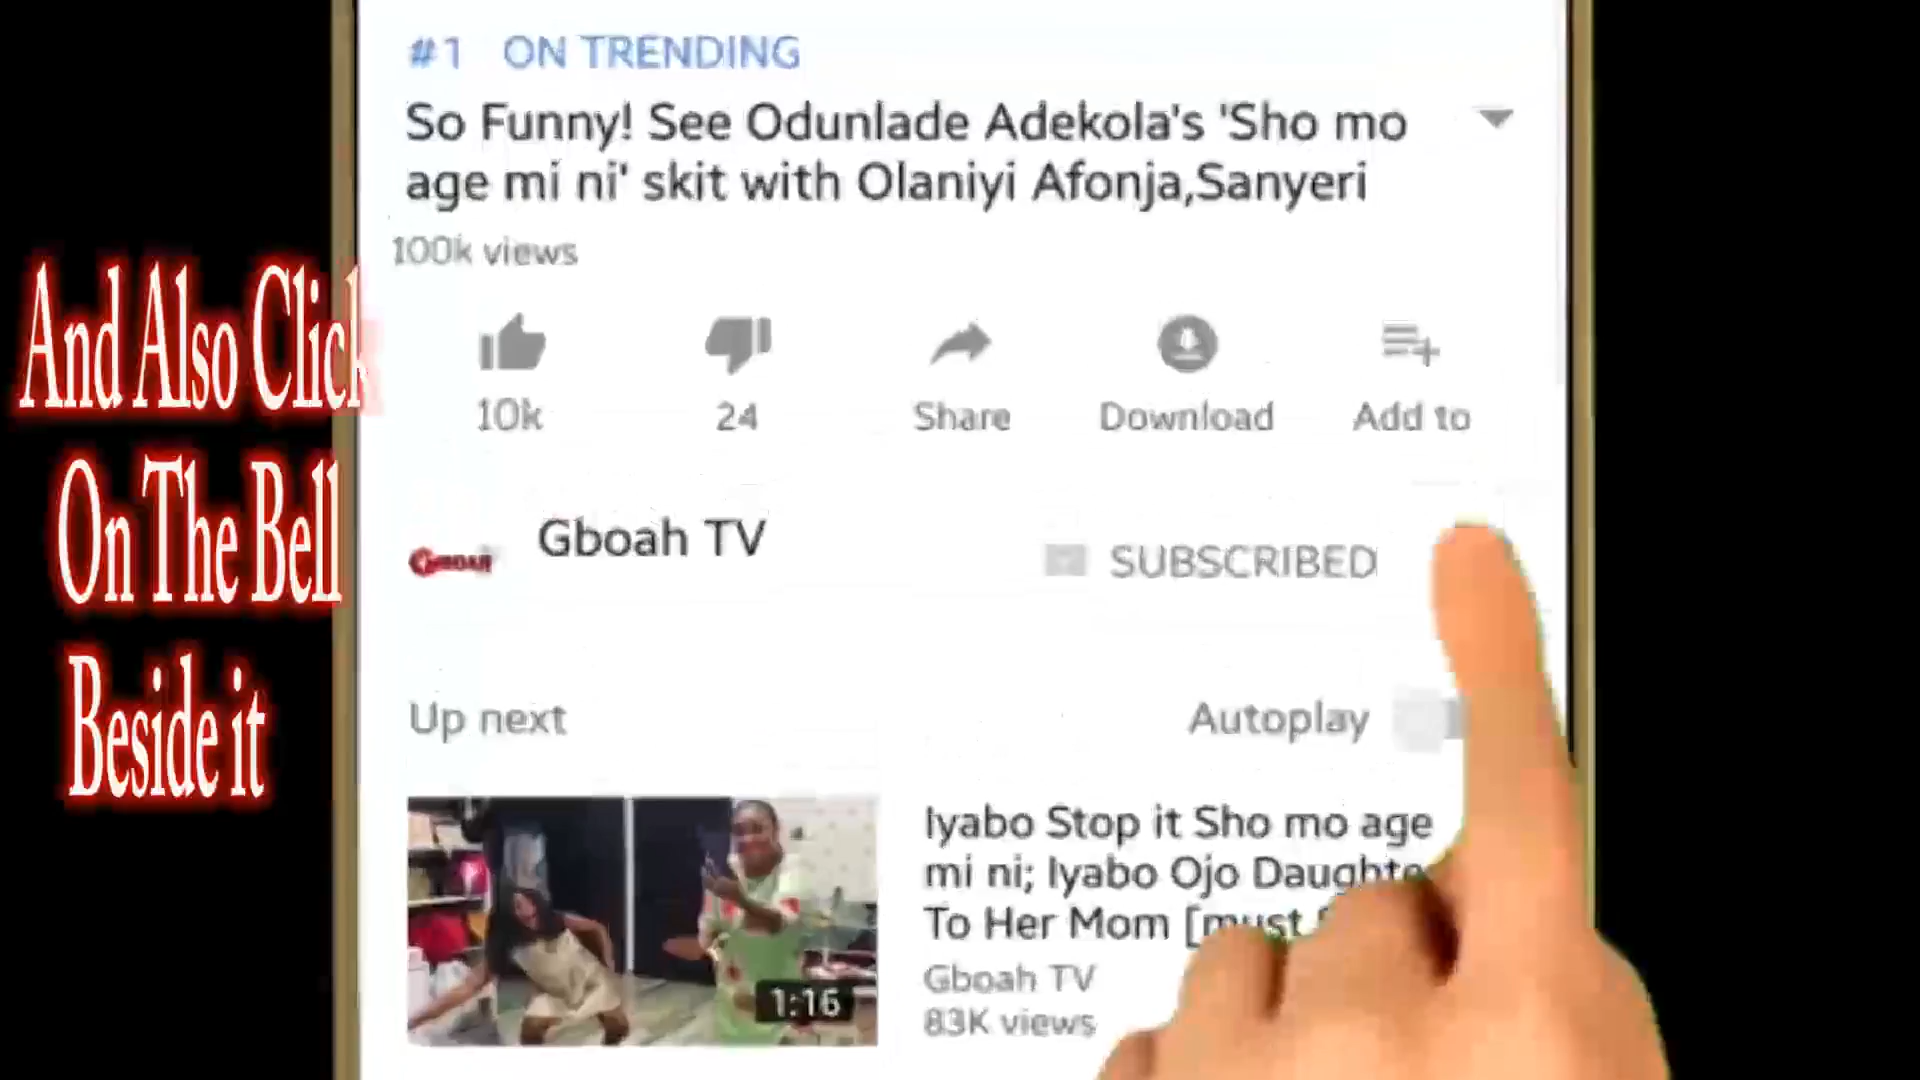 #1 ON TRENDING
So Funny! See Odunlade Adekola's 'Sho mo
age mi ni' skit with Olaniyi Afonja,Sanyeri
100k views
10k
24
Share
Download
Add to
And Also Click
On The Bell
Beside it
GBOAH
Gboah TV
SUBSCRIBED
Up next
Autoplay
1:16
Iyabo Stop it Sho mo age
mi ni; Iyabo Ojo Daughte
To Her Mom [must
Gboah TV
83K views